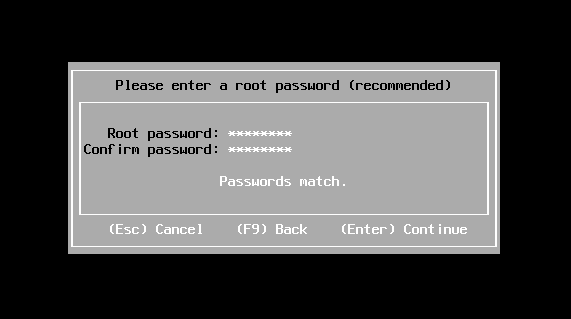 Please enter a root password (recommended)
Root password: ********
Confirm password: ********
Passwords match.
(Esc) Cancel (F9) Back (Enter) Continue